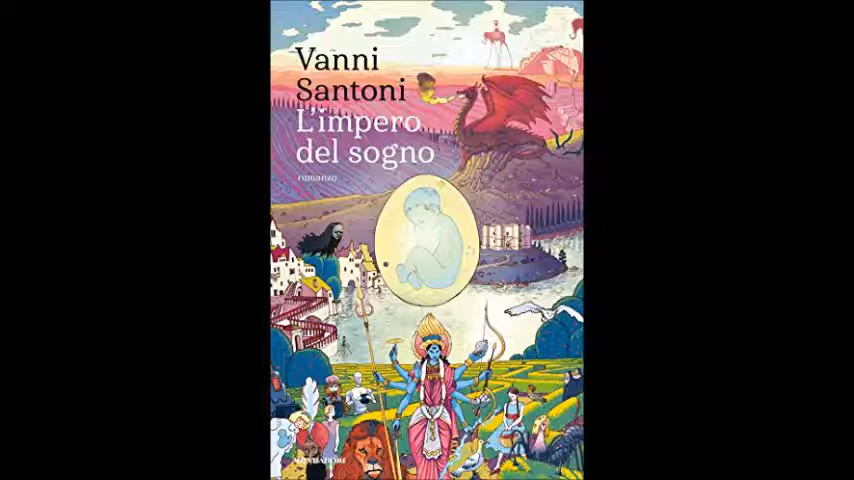 Vanni
Santoni
L'impero
del sogno
romanzo
MONDADORI